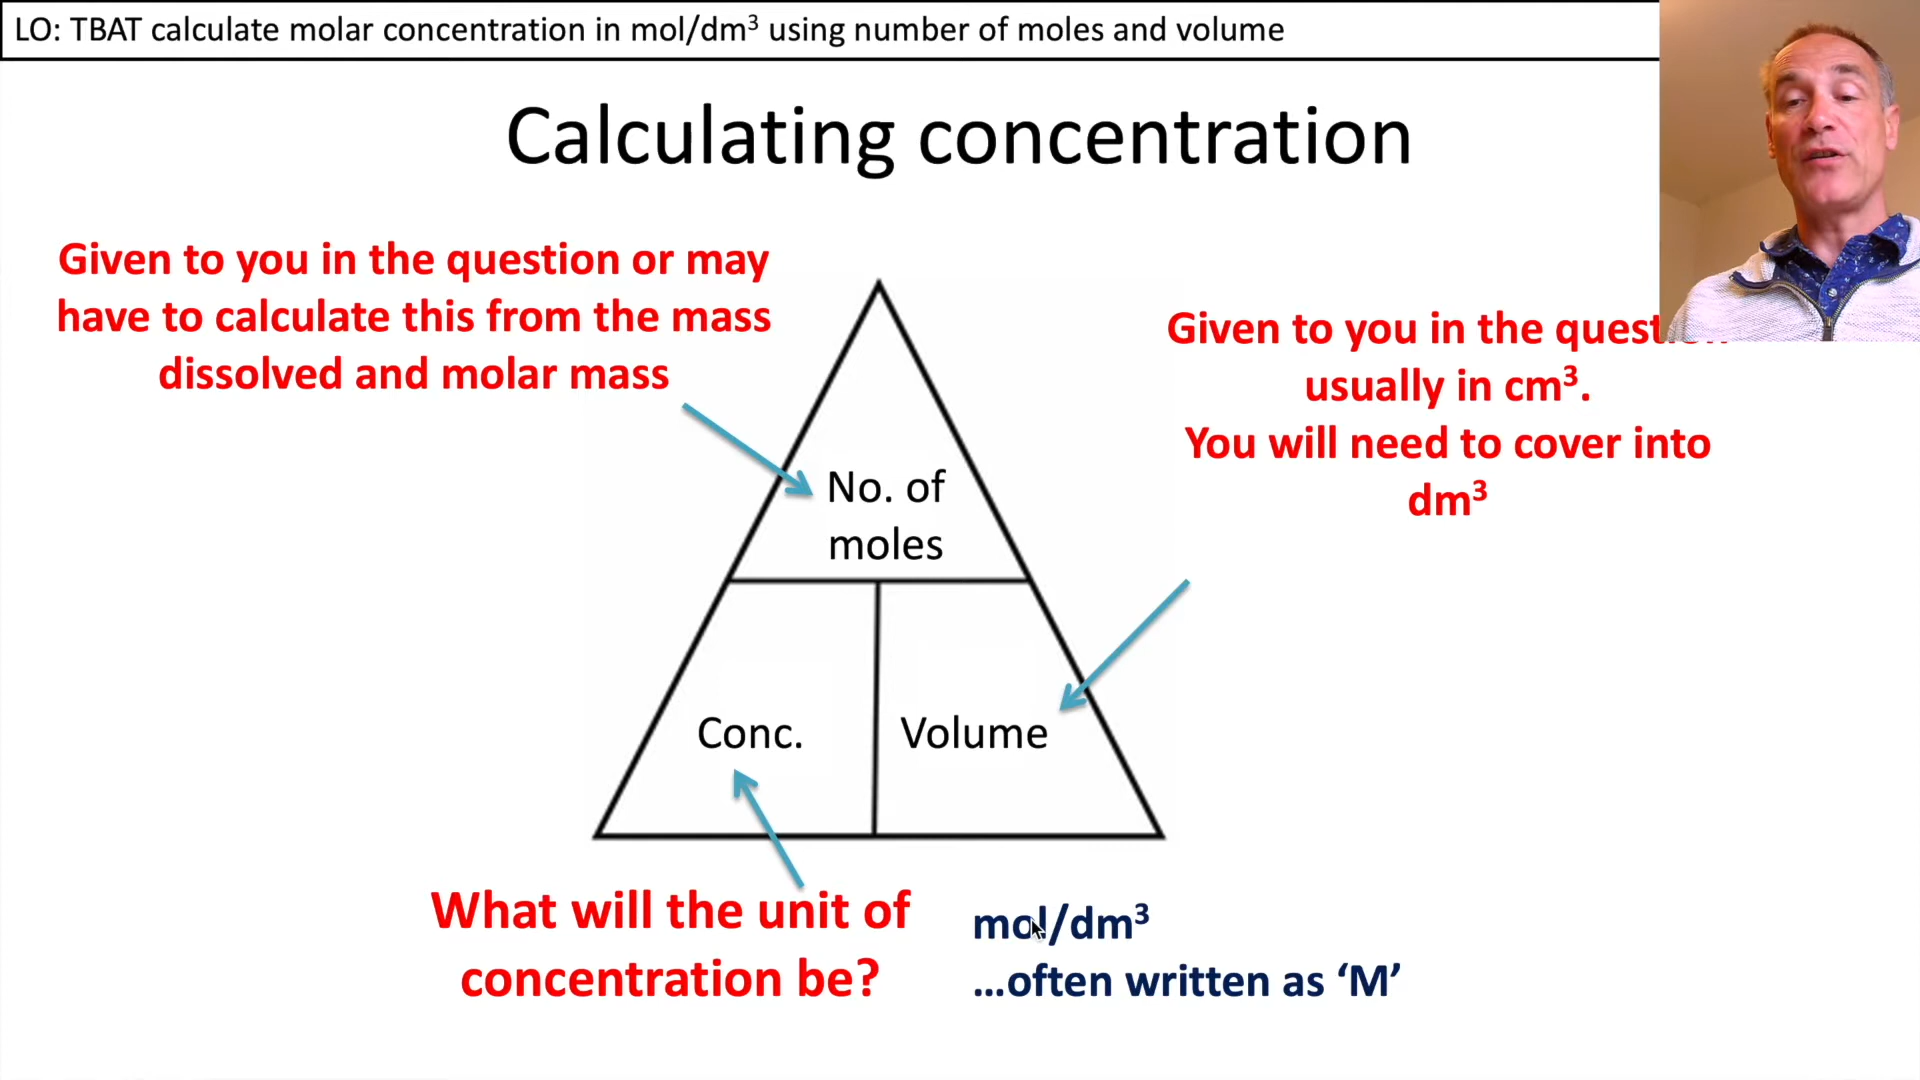 LO: TBAT calculate molar concentration in mol/dm³ using number of moles and volume
Calculating concentration
Given to you in the question or may
have to calculate this from the mass
dissolved and molar mass
Given to you in the
usually in cm³.
You will need to cover into
dm³
No. of
moles
Conc.
Volume
What will the unit of
concentration be?
mol/dm³
...often written as ‘M’